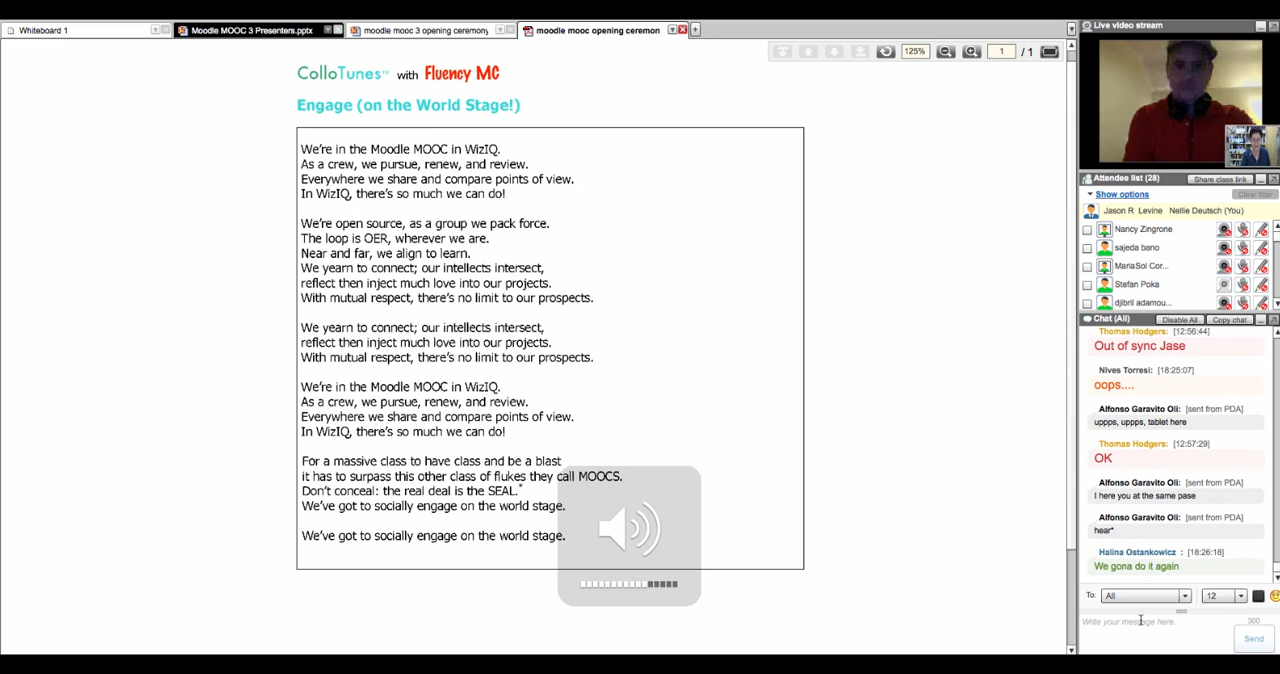 Whiteboard 1
Moodle MOOC 3 Presenters.pptx
moodle mooc 3 opening ceremony
moodle mooc opening ceremon
125%
1 / 1
ColloTunes™ with Fluency MC
Engage (on the World Stage!)
We're in the Moodle MOOC in WizIQ.
As a crew, we pursue, renew, and review.
Everywhere we share and compare points of view.
In WizIQ, there's so much we can do!
We're open source, as a group we pack force.
The loop is OER, wherever we are.
Near and far, we align to learn.
We yearn to connect; our intellects intersect,
reflect then inject much love into our projects.
With mutual respect, there's no limit to our prospects.
We yearn to connect; our intellects intersect,
reflect then inject much love into our projects.
With mutual respect, there's no limit to our prospects.
We're in the Moodle MOOC in WizIQ.
As a crew, we pursue, renew, and review.
Everywhere we share and compare points of view.
In WizIQ, there's so much we can do!
For a massive class to have class and be a blast
it has to surpass this other class of flukes they call MOOCS.
Don't conceal: the real deal is the SEAL.*
We've got to socially engage on the world stage.
We've got to socially engage on the world stage.
Live video stream
Attendee list (28)
Share class link
Show options
Clear filter
Jason R Levine Nellie Deutsch (You)
Nancy Zingrone
sajeda bano
MariaSol Cor...
Stefan Poka
djibril adamou...
Chat (All)
Disable All
Copy chat
Thomas Hodgers: [12:56:44]
Out of sync Jase
Nives Torresi: [18:25:07]
oops....
Alfonso Garavito Oli: [sent from PDA]
uppps, uppps, tablet here
Thomas Hodgers: [12:57:29]
OK
Alfonso Garavito Oli: [sent from PDA]
I here you at the same pase
Alfonso Garavito Oli: [sent from PDA]
hear*
Halina Ostankowicz : [18:26:18]
We gona do it again
To: All 12
Write your message here.
300
Send